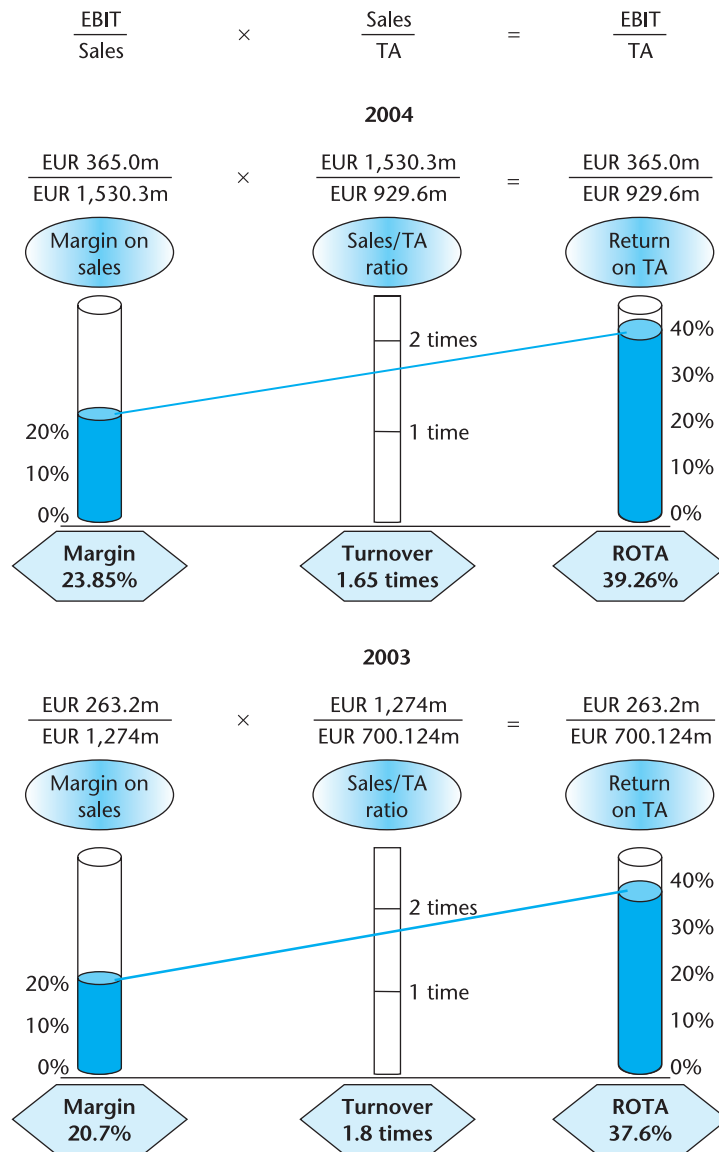 EBIT × Sales = EBIT
Sales TA TA
2004
EUR 365.0m × EUR 1,530.3m = EUR 365.0m
EUR 1,530.3m EUR 929.6m EUR 929.6m
Margin on Sales/TA Return
sales ratio on TA
2 times 40%
30%
20% 1 time 20%
10% 10%
0% 0%
Margin Turnover ROTA
23.85% 1.65 times 39.26%
2003
EUR 263.2m × EUR 1,274m = EUR 263.2m
EUR 1,274m EUR 700.124m EUR 700.124m
Margin on Sales/TA Return
sales ratio on TA
2 times 40%
30%
20% 1 time 20%
10% 10%
0% 0%
Margin Turnover ROTA
20.7% 1.8 times 37.6%